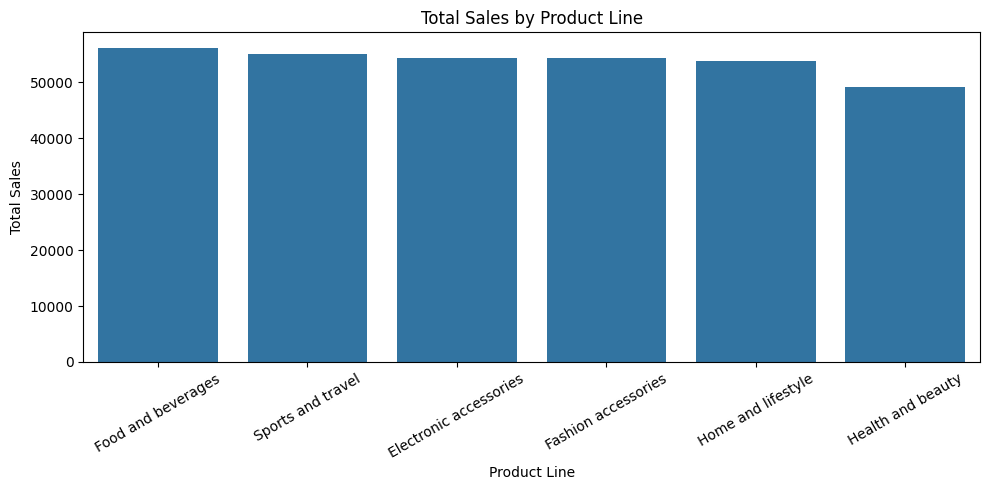 Total Sales by Product Line
Total Sales
50000
40000
30000
20000
10000
0
Food and beverages
Sports and travel
Electronic accessories
Fashion accessories
Home and lifestyle
Health and beauty
Product Line